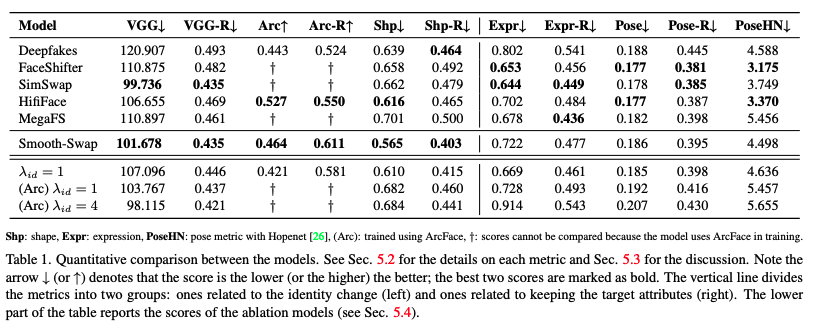 Model VGG↓ VGG-R↓ Arc↑ Arc-R↑ Shp↓ Shp-R↓ Expr↓ Expr-R↓ Pose↓ Pose-R↓ PoseHN↓
Deepfakes 120.907 0.493 0.443 0.524 0.639 0.464 0.802 0.541 0.188 0.445 4.588
FaceShifter 110.875 0.482 † † 0.658 0.492 0.653 0.456 0.177 0.381 3.175
SimSwap 99.736 0.435 † † 0.662 0.479 0.644 0.449 0.178 0.385 3.749
HifiFace 106.655 0.469 0.527 0.550 0.616 0.465 0.702 0.484 0.177 0.387 3.370
MegaFS 110.897 0.461 † † 0.701 0.500 0.678 0.436 0.182 0.398 5.456
Smooth-Swap 101.678 0.435 0.464 0.611 0.565 0.403 0.722 0.477 0.186 0.395 4.498
λid = 1 107.096 0.446 0.421 0.581 0.610 0.415 0.669 0.461 0.185 0.398 4.636
(Arc) λid = 1 103.767 0.437 † † 0.682 0.460 0.728 0.493 0.192 0.416 5.457
(Arc) λid = 4 98.115 0.421 † † 0.684 0.441 0.914 0.543 0.207 0.430 5.655
Shp: shape, Expr: expression, PoseHN: pose metric with Hopenet [26], (Arc): trained using ArcFace, †: scores cannot be compared because the model uses ArcFace in training.
Table 1. Quantitative comparison between the models. See Sec. 5.2 for the details on each metric and Sec. 5.3 for the discussion. Note the
arrow ↓ (or ↑) denotes that the score is the lower (or the higher) the better; the best two scores are marked as bold. The vertical line divides
the metrics into two groups: ones related to the identity change (left) and ones related to keeping the target attributes (right). The lower
part of the table reports the scores of the ablation models (see Sec. 5.4).